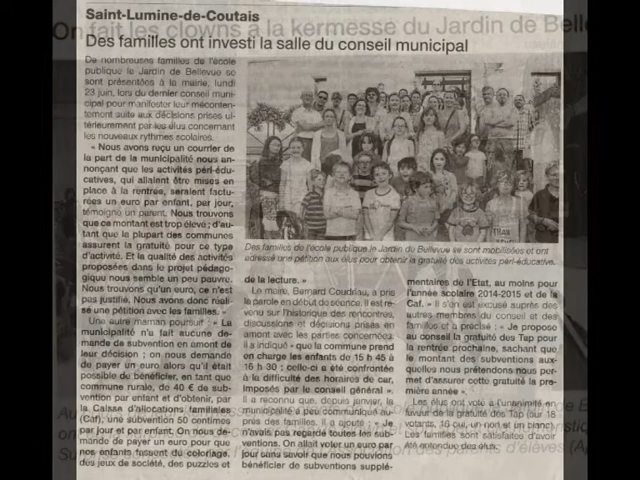 Saint-Lumine-de-Coutais
On fait les clowns à la kermesse du Jardin de Belle
Des familles ont investi la salle du conseil municipal
De nombreuses familles de l'école
publique le Jardin de Bellevue se
sont présentées à la mairie, lundi
23 juin, lors du dernier conseil muni-
cipal pour manifester leur mécon-
tentement suite aux décisions prises ul-
térieurement par les élus concernant
les nouveaux rythmes scolaires.
« Nous avons reçu un courrier de
la part de la municipalité nous an-
nonçant que les activités péri-édu-
catives, qui allaient être mises en
place à la rentrée, seraient factu-
rées un euro par enfant, par jour,
témoigne un parent. Nous trouvons
que ce montant est trop élevé ; d'au-
tant que la plupart des communes
assurent la gratuité pour ce type
d'activité. Et la qualité des activités
proposées dans le projet pédago-
gique nous semble un peu pauvre.
Nous trouvons qu'un euro, ce n'est
pas justifié. Nous avons donc réali-
sé une pétition avec les familles. »
Une autre maman poursuit : « La
municipalité n'a fait aucune de-
mande de subvention en amont de
leur décision ; on nous demande
de payer un euro alors qu'il était
possible de bénéficier, en tant que
commune rurale, de 40 € de sub-
vention par enfant et d'obtenir, par
la Caisse d'allocations familiales
(Caf), une subvention 50 centimes
par jour et par enfant. On nous de-
mande de payer un euro pour que
nos enfants fassent du coloriage,
des jeux de société, des puzzles et
Des familles de l'école publique le Jardin de Bellevue se sont mobilisées et ont
adressé une pétition aux élus pour obtenir la gratuité des activités péri-éducative.
de la lecture. »
Le maire, Bernard Coudriau, a pris
la parole en début de séance. Il est re-
venu sur l'historique des rencontres,
discussions et décisions prises en
amont avec les parties concernées.
Il a indiqué « que la commune prend
en charge les enfants de 15 h 45 à
16 h 30 ; celle-ci a été confrontée
à la difficulté des horaires de car,
imposés par le conseil général ».
Il a reconnu que, depuis janvier, la
municipalité a peu communiqué au-
près des familles. Il a ajouté : « Je
n'avais pas regardé toutes les sub-
ventions. On allait voter un euro par
jour sans savoir que nous pouvions
bénéficier de subventions supplé-
mentaires de l'Etat, au moins pour
l'année scolaire 2014-2015 et de la
Caf. » Il s'en est excusé auprès des
autres membres du conseil et des
familles et a précisé : « Je propose
au conseil la gratuité des Tap pour
la rentrée prochaine, sachant que
le montant des subventions aux-
quelles nous prétendons nous per-
met d'assurer cette gratuité la pre-
mière année ».
Les élus ont voté à l'unanimité en
faveur de la gratuité des Tap (sur 18
votants, 16 oui, un non et un blanc).
Les familles sont satisfaites d'avoir
été entendue des élus.